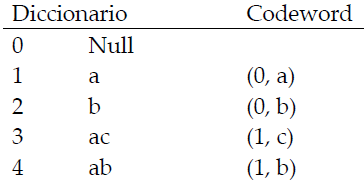 Diccionario Codeword
0 Null
1 a (0, a)
2 b (0, b)
3 ac (1, c)
4 ab (1, b)